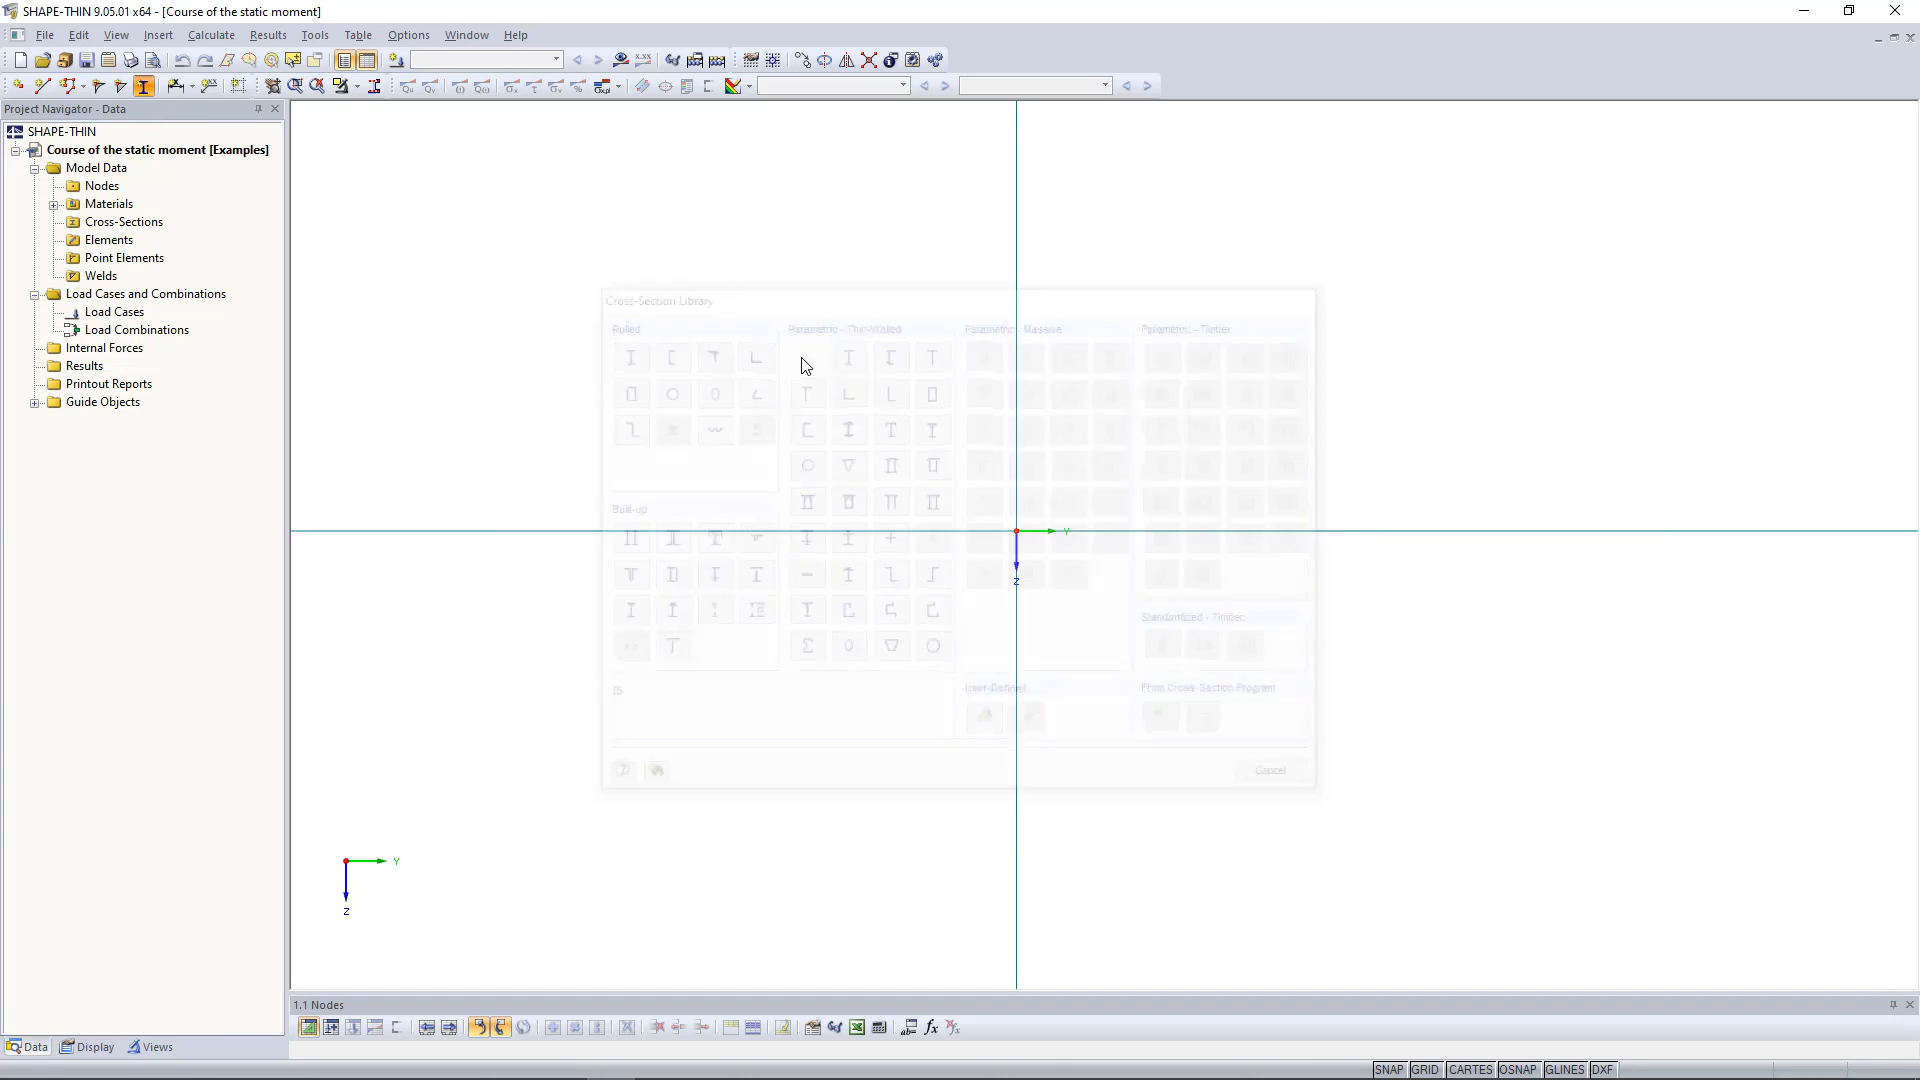 SHAPE-THIN 9.05.01 x64 - [Course of the static moment]
File Edit View Insert Calculate Results Tools Table Options Window Help
Project Navigator - Data
SHAPE-THIN
Course of the static moment [Examples]
Model Data
Nodes
Materials
Cross-Sections
Elements
Point Elements
Welds
Load Cases and Combinations
Load Cases
Load Combinations
Internal Forces
Results
Printout Reports
Guide Objects
Cross-Section Library
Rolled
Parametric - Thin-Walled
Parametric - Massive
Parametric - Timber
Built-up
Standardized - Timber
User-Defined
From Cross-Section Program
IS
Cancel
Y
Z
Y
Z
1.1 Nodes
Data Display Views
SNAP GRID CARTES OSNAP GLINES DXF